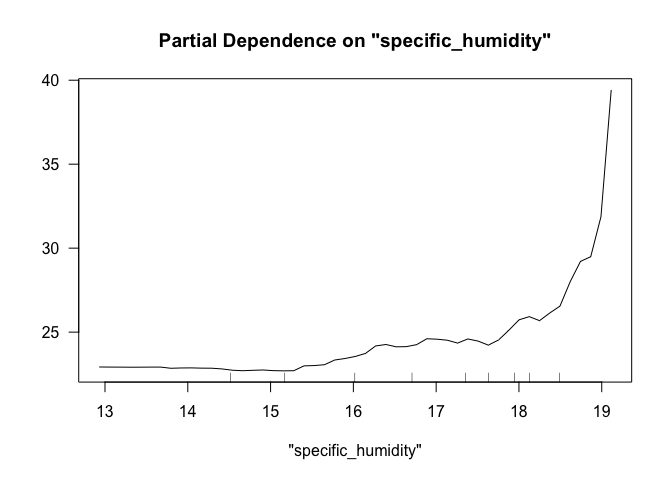 Partial Dependence on "specific_humidity"
40
35
30
25
13 14 15 16 17 18 19
"specific_humidity"